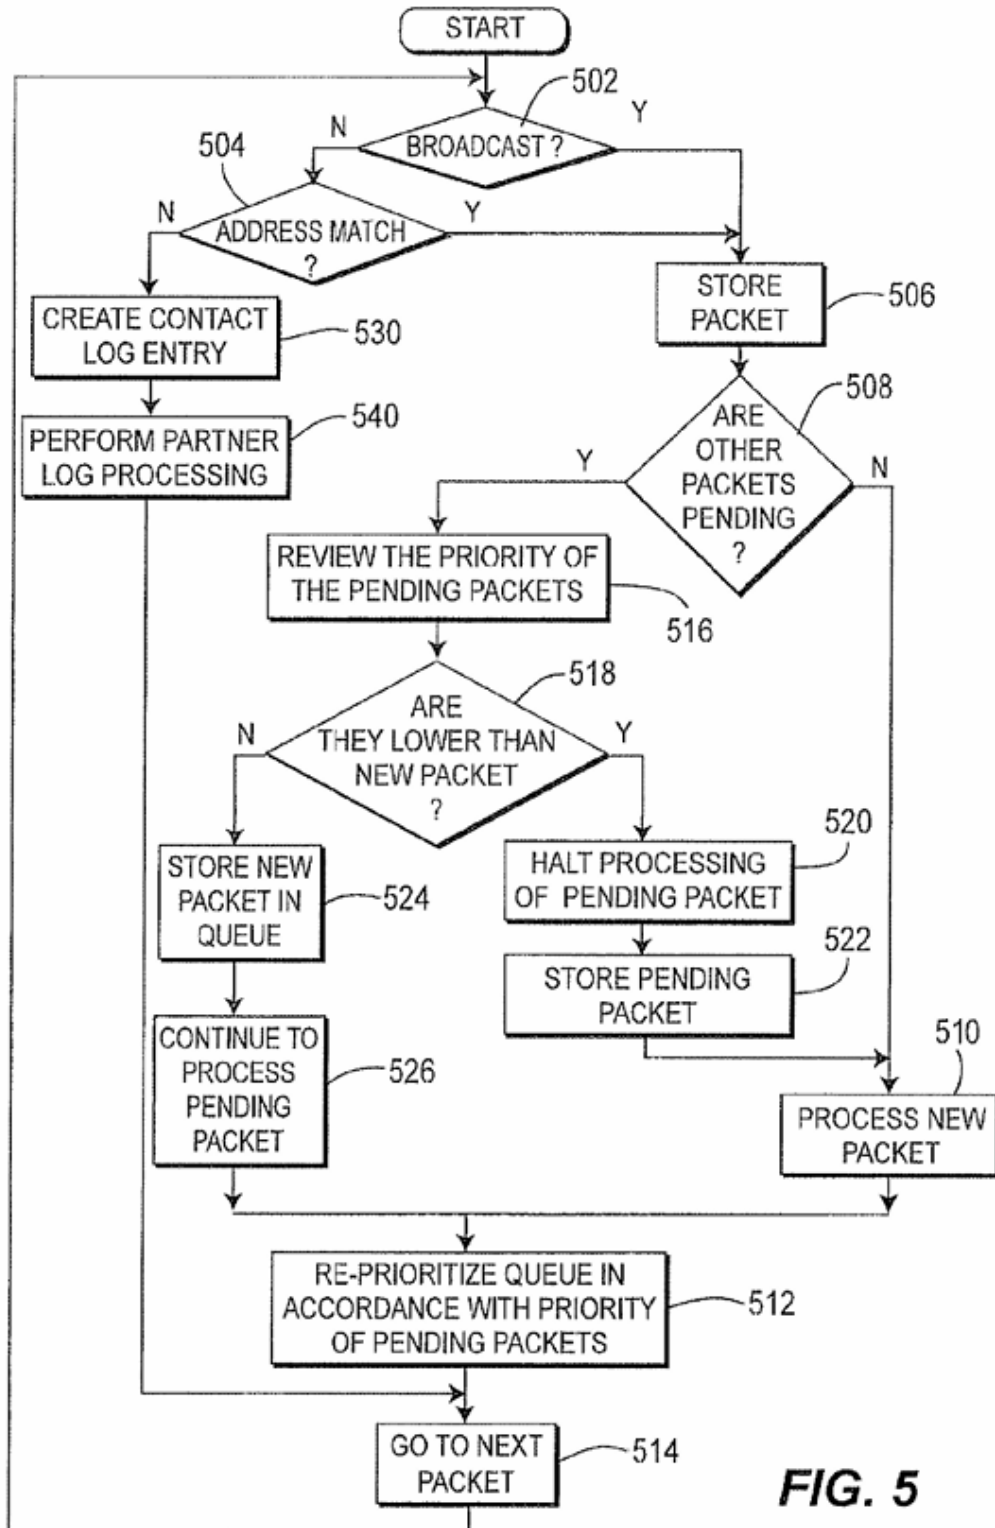 START
502
N
Y
BROADCAST ?
504
N
Y
ADDRESS MATCH
?
STORE
PACKET
506
CREATE CONTACT
LOG ENTRY
530
508
540
PERFORM PARTNER
LOG PROCESSING
ARE
OTHER
PACKETS
PENDING
?
Y
N
REVIEW THE PRIORITY OF
THE PENDING PACKETS
516
518
ARE
THEY LOWER THAN
NEW PACKET
?
N
Y
520
STORE NEW
PACKET IN
QUEUE
524
HALT PROCESSING
OF PENDING PACKET
522
STORE PENDING
PACKET
CONTINUE TO
PROCESS
PENDING
PACKET
526
510
PROCESS NEW
PACKET
RE-PRIORITIZE QUEUE IN
ACCORDANCE WITH PRIORITY
OF PENDING PACKETS
512
GO TO NEXT
PACKET
514
FIG. 5